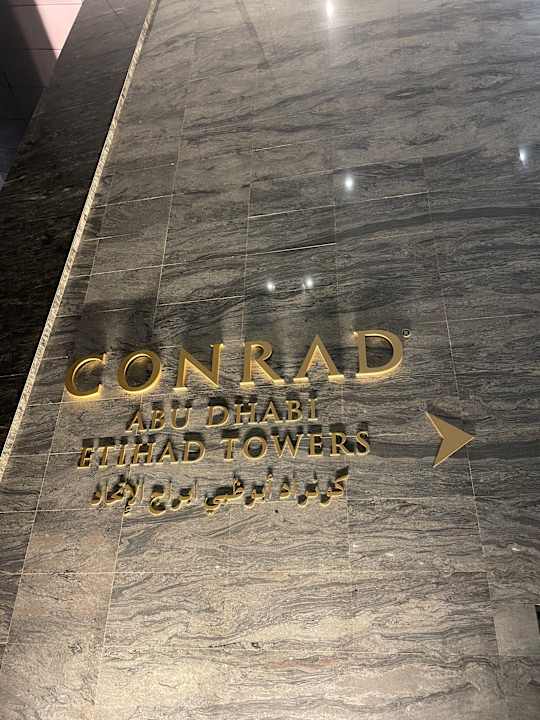 CONRAD®
ABU DHABI
ETIHAD TOWERS
كونراد أبوظبي أبراج الإتحاد